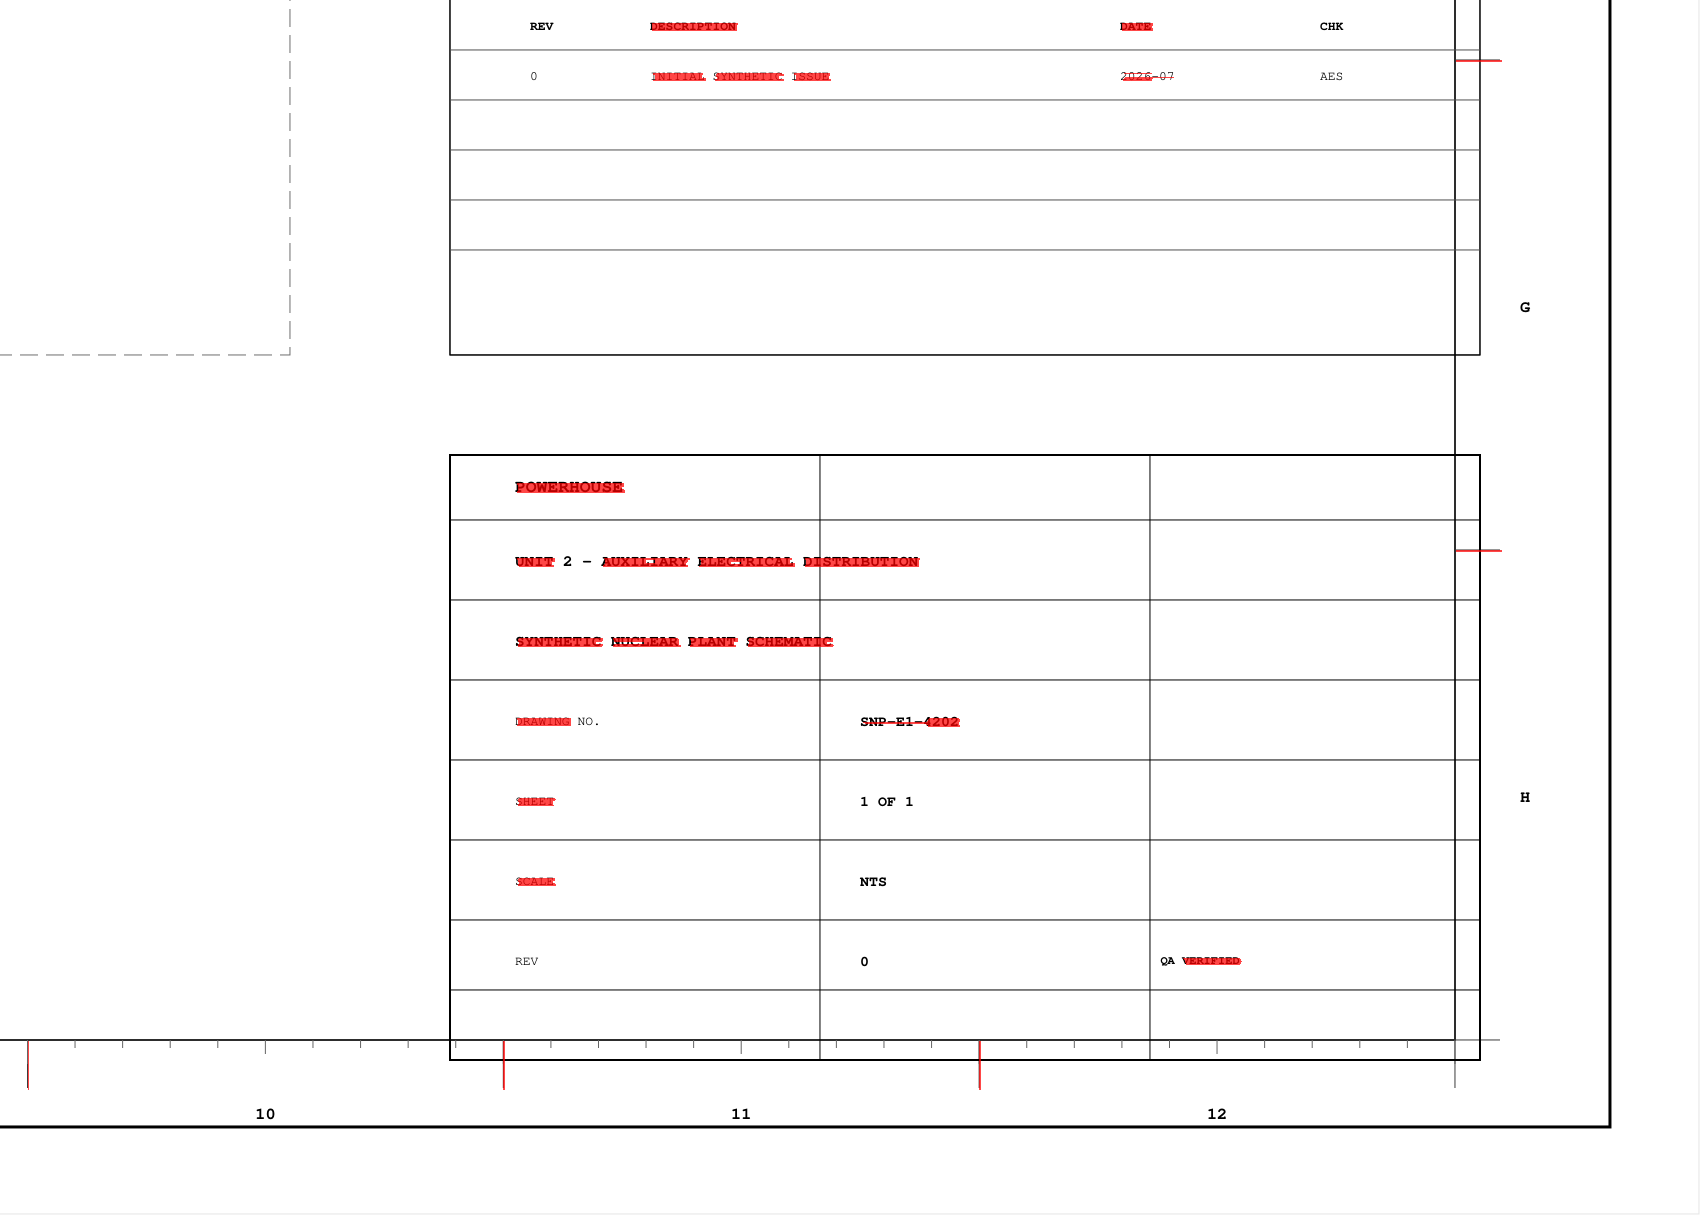 REV DESCRIPTION DATE CHK
0 INITIAL SYNTHETIC ISSUE 2026-07 AES
G
POWERHOUSE
UNIT 2 - AUXILIARY ELECTRICAL DISTRIBUTION
SYNTHETIC NUCLEAR PLANT SCHEMATIC
DRAWING NO. SNP-E1-4202
SHEET 1 OF 1
H
SCALE NTS
REV 0 QA VERIFIED
10 11 12